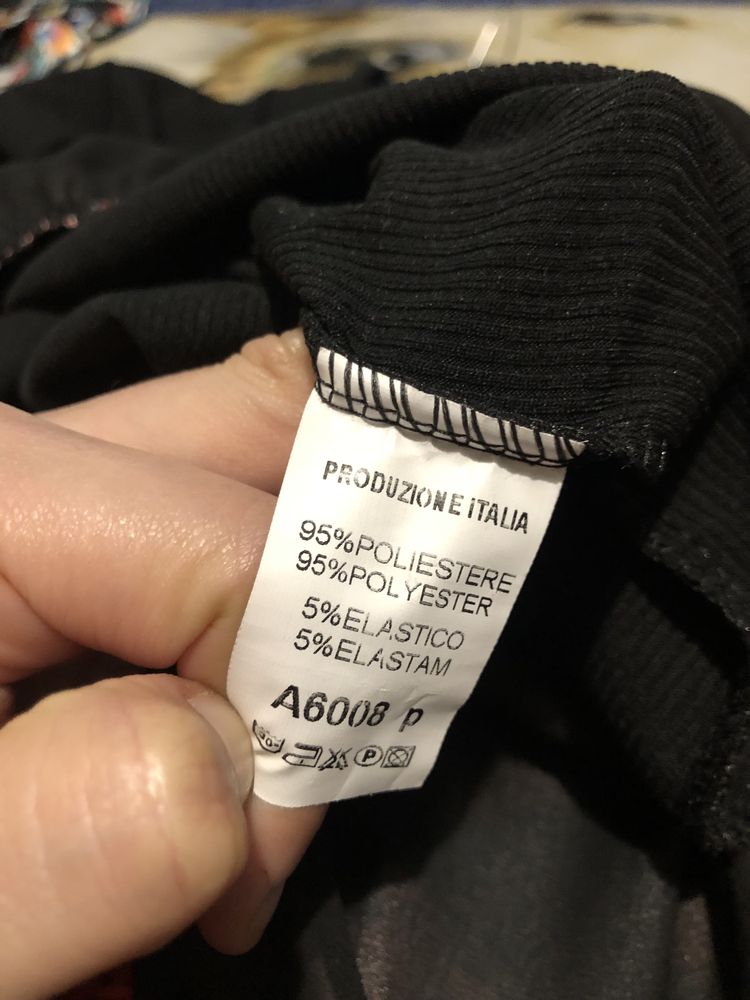 PRODUZIONE iTALIA
95%POLIESTERE
95%POLYESTER
5%ELASTICO
5%ELASTAM
A6008 p
P